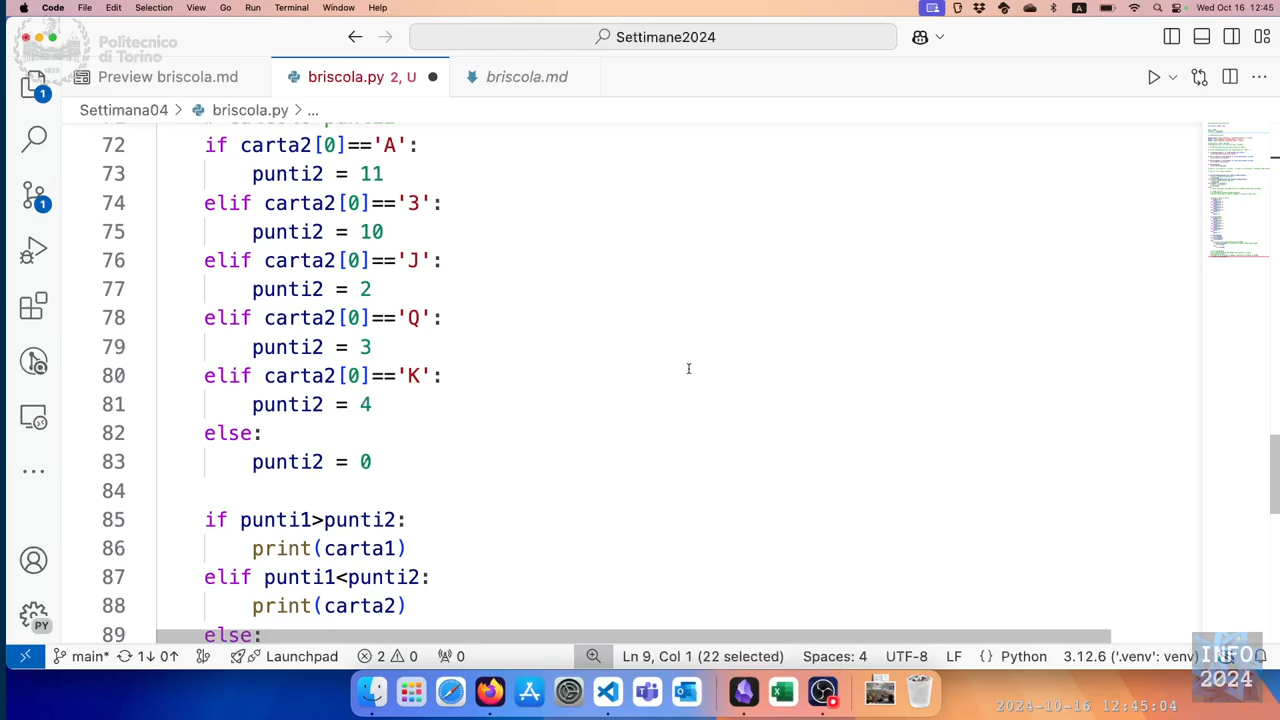 Code File Edit Selection View Go Run Terminal Window Help Wed Oct 16 12:45
Politecnico
di Torino
Settimane2024
Preview briscola.md briscola.py 2, U briscola.md
Settimana04 > briscola.py > ...
72 if carta2[0]=='A':
73 punti2 = 11
74 elif carta2[0]=='3':
75 punti2 = 10
76 elif carta2[0]=='J':
77 punti2 = 2
78 elif carta2[0]=='Q':
79 punti2 = 3
80 elif carta2[0]=='K':
81 punti2 = 4
82 else:
83 punti2 = 0
84
85 if punti1>punti2:
86 print(carta1)
87 elif punti1<punti2:
88 print(carta2)
89 else:
1
1
PY
main* 1↓ 0↑ Launchpad 2 0 0 Ln 9, Col 1 (22 selected) Spaces: 4 UTF-8 LF {} Python 3.12.6 ('.venv': venv)
INFO
2024
2024-10-16 12:45:04